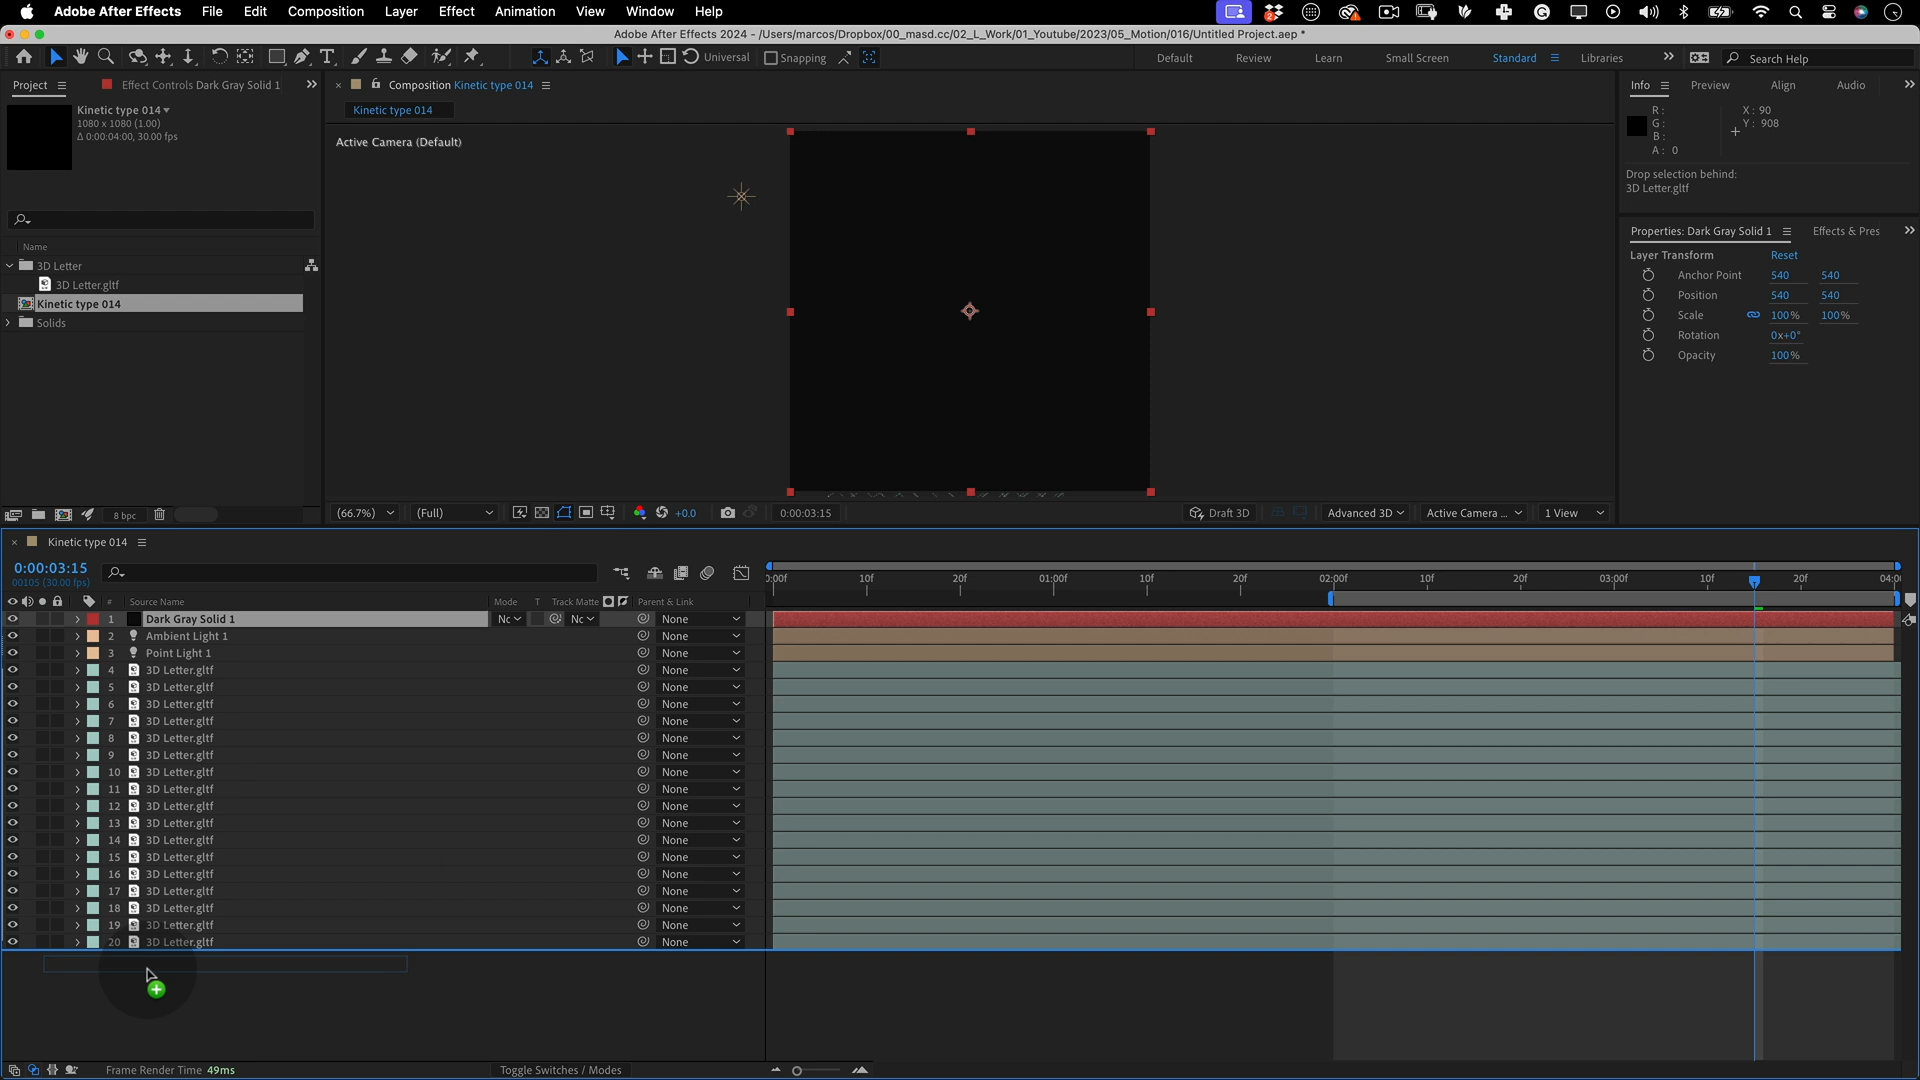 Adobe After Effects File Edit Composition Layer Effect Animation View Window Help
Adobe After Effects 2024 - /Users/marcos/Dropbox/00_masd.cc/02_L_Work/01_Youtube/2023/05_Motion/016/Untitled Project.aep *
Universal Snapping Default Review Learn Small Screen Standard Libraries Search Help
Project Effect Controls Dark Gray Solid 1 Composition Kinetic type 014 Info Preview Align Audio
Kinetic type 014
1080 x 1080 (1.00)
Δ 0:00:04:00, 30.00 fps
Kinetic type 014
Active Camera (Default)
R:
G:
B:
A: 0
X: 90
Y: 908
Drop selection behind:
3D Letter.gltf
Properties: Dark Gray Solid 1 Effects & Pres
Layer Transform Reset
Anchor Point 540 540
Position 540 540
Scale 100% 100%
Rotation 0x+0°
Opacity 100%
Name
3D Letter
3D Letter.gltf
Kinetic type 014
Solids
8 bpc
(66.7%) (Full) +0.0 0:00:03:15 Draft 3D Advanced 3D Active Camera ... 1 View
Kinetic type 014
0:00:03:15
00105 (30.00 fps)
10f 20f 01:00f 10f 20f 02:00f 10f 20f 03:00f 10f 20f
# Source Name Mode T Track Matte Parent & Link
1 Dark Gray Solid 1 Nc Nc None
2 Ambient Light 1 None
3 Point Light 1 None
4 3D Letter.gltf None
5 3D Letter.gltf None
6 3D Letter.gltf None
7 3D Letter.gltf None
8 3D Letter.gltf None
9 3D Letter.gltf None
10 3D Letter.gltf None
11 3D Letter.gltf None
12 3D Letter.gltf None
13 3D Letter.gltf None
14 3D Letter.gltf None
15 3D Letter.gltf None
16 3D Letter.gltf None
17 3D Letter.gltf None
18 3D Letter.gltf None
19 3D Letter.gltf None
20 3D Letter.gltf None
Frame Render Time 49ms Toggle Switches / Modes